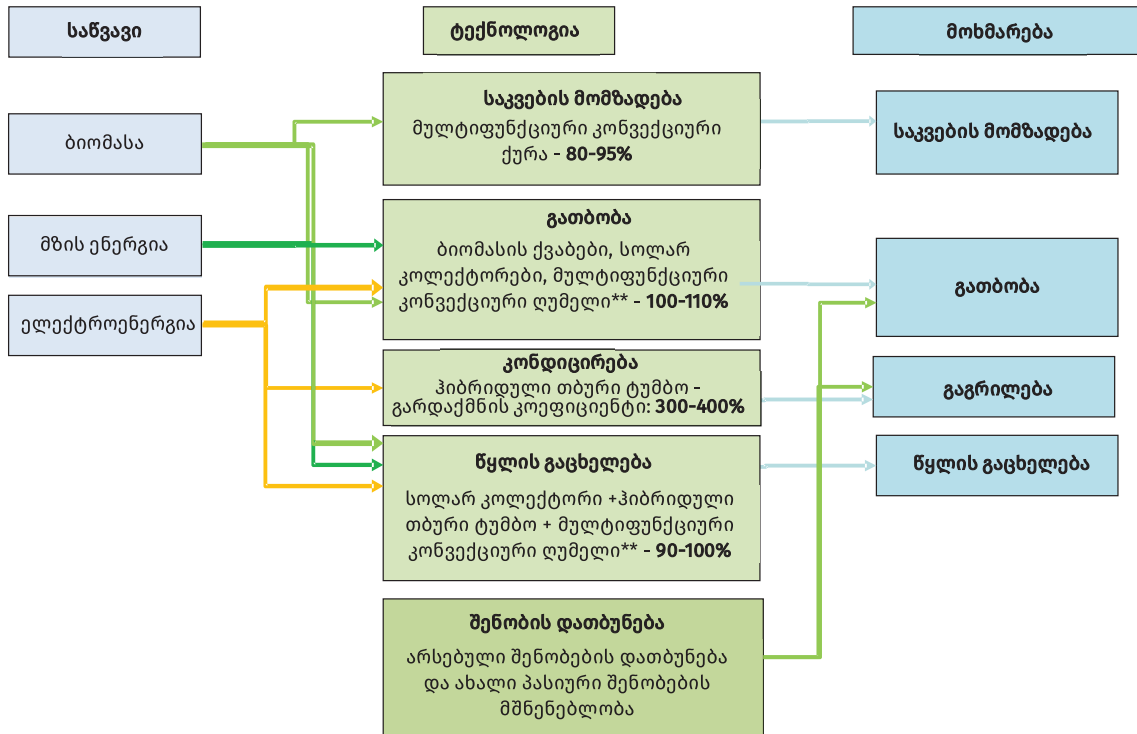 საწვავი
ტექნოლოგია
მოხმარება
ბიომასა
მზის ენერგია
ელექტროენერგია
საკვების მომზადება
მულტიფუნქციური კონვექციური
ქურა - 80-95%
გათბობა
ბიომასის ქვაბები, სოლარ
კოლექტორები, მულტიფუნქციური
კონვექციური ღუმელი** - 100-110%
კონდიცირება
ჰიბრიდული თბური ტუმბო -
გარდაქმნის კოეფიციენტი: 300-400%
წყლის გაცხელება
სოლარ კოლექტორი +ჰიბრიდული
თბური ტუმბო + მულტიფუნქციური
კონვექციური ღუმელი** - 90-100%
შენობის დათბუნება
არსებული შენობების დათბუნება
და ახალი პასიური შენობების
მშნენებლობა
საკვების მომზადება
გათბობა
გაგრილება
წყლის გაცხელება